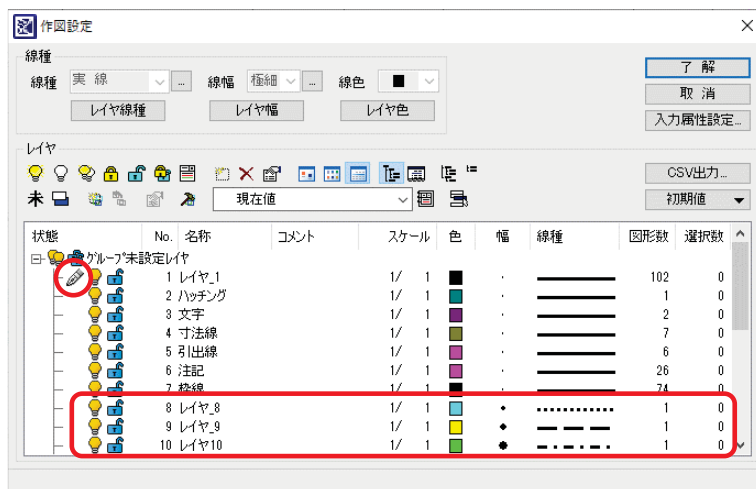 作図設定
線種
線種 実 線 ... 線幅 極細 ... 線色
レイヤ線種 レイヤ幅 レイヤ色
了 解
取 消
入力属性設定...
レイヤ
CSV出力...
未 現在値 初期値
状態 No. 名称 コメント スケール 色 幅 線種 図形数 選択数
グループ未設定レイヤ
1 レイヤ_1 1/ 1 102 0
2 ハッチング 1/ 1 1 0
3 文字 1/ 1 2 0
4 寸法線 1/ 1 7 0
5 引出線 1/ 1 6 0
6 注記 1/ 1 26 0
7 枠線 1/ 1 74 0
8 レイヤ_8 1/ 1 1 0
9 レイヤ_9 1/ 1 1 0
10 レイヤ10 1/ 1 1 0